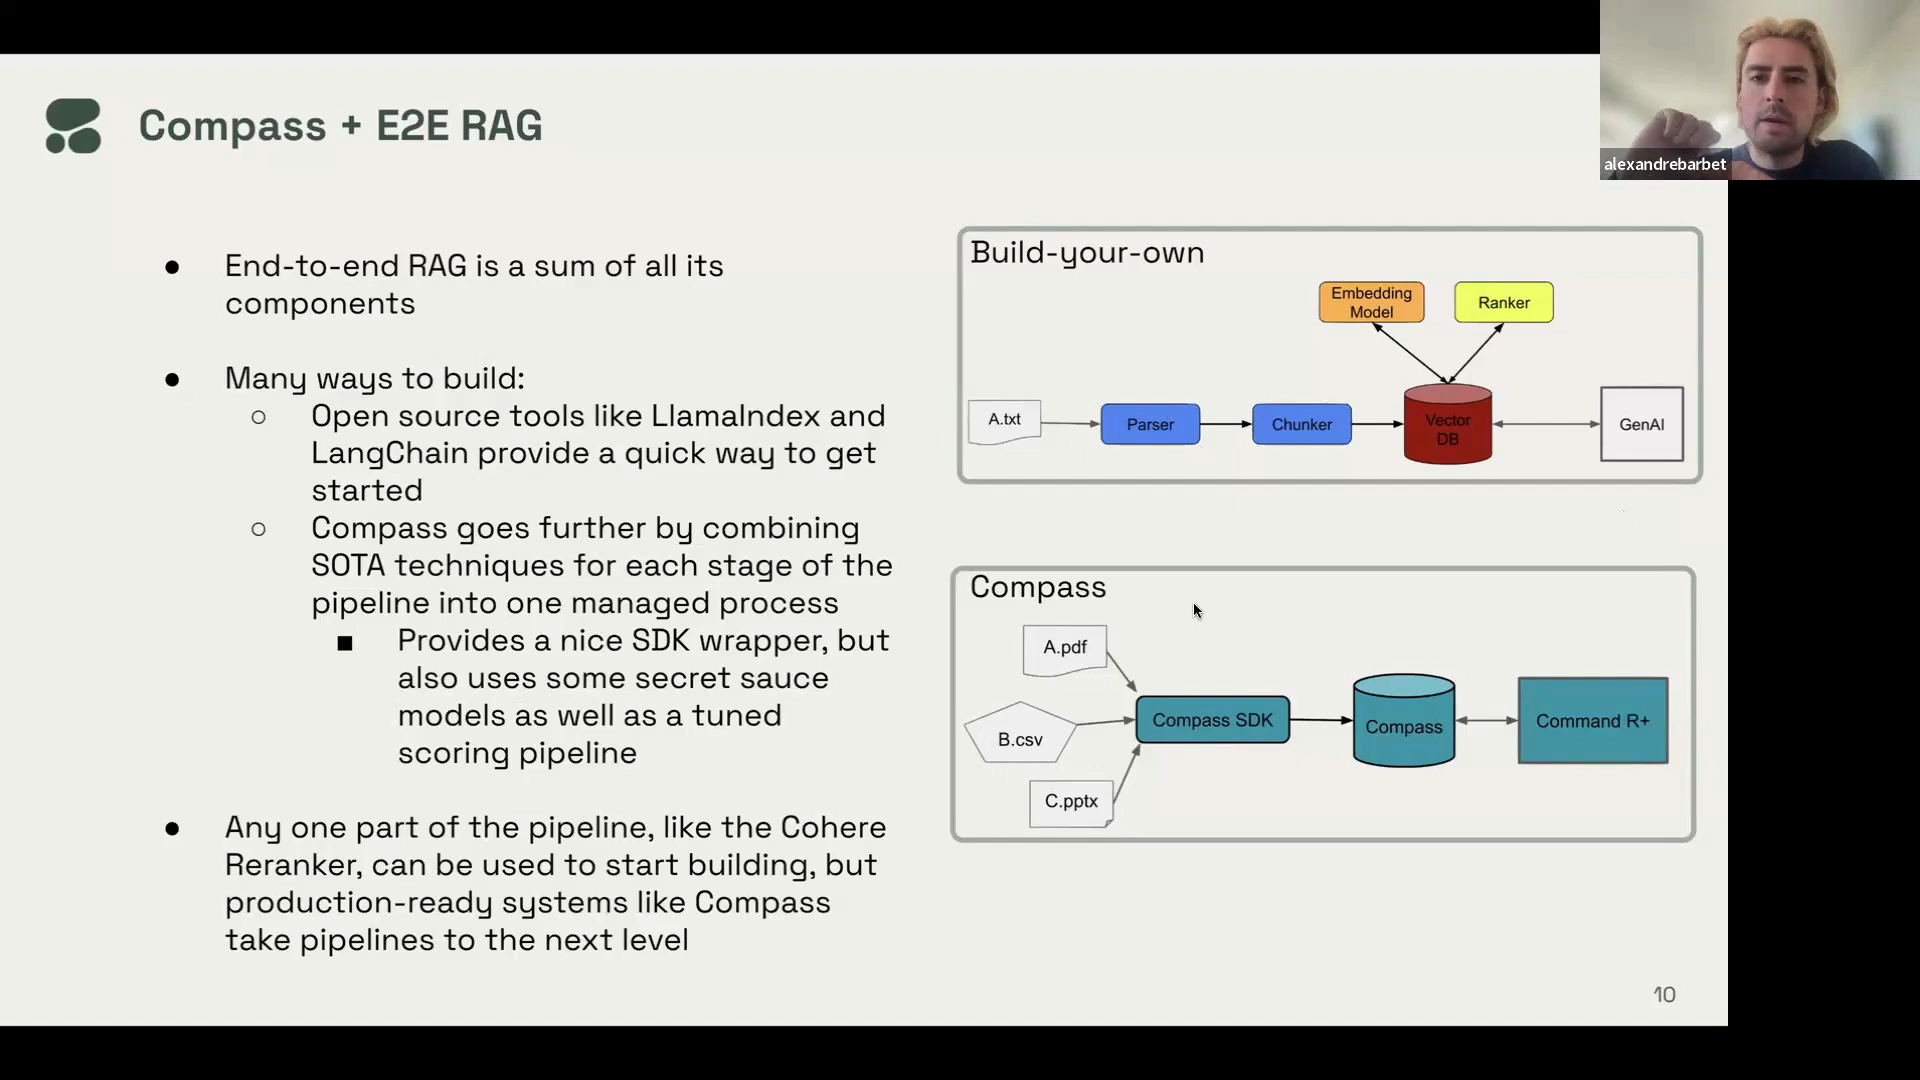 Compass + E2E RAG
alexandrebarbet
● End-to-end RAG is a sum of all its
components
● Many ways to build:
○ Open source tools like LlamaIndex and
LangChain provide a quick way to get
started
○ Compass goes further by combining
SOTA techniques for each stage of the
pipeline into one managed process
■ Provides a nice SDK wrapper, but
also uses some secret sauce
models as well as a tuned
scoring pipeline
● Any one part of the pipeline, like the Cohere
Reranker, can be used to start building, but
production-ready systems like Compass
take pipelines to the next level
Build-your-own
Embedding
Model
Ranker
A.txt
Parser
Chunker
Vector
DB
GenAI
Compass
A.pdf
B.csv
C.pptx
Compass SDK
Compass
Command R+
10